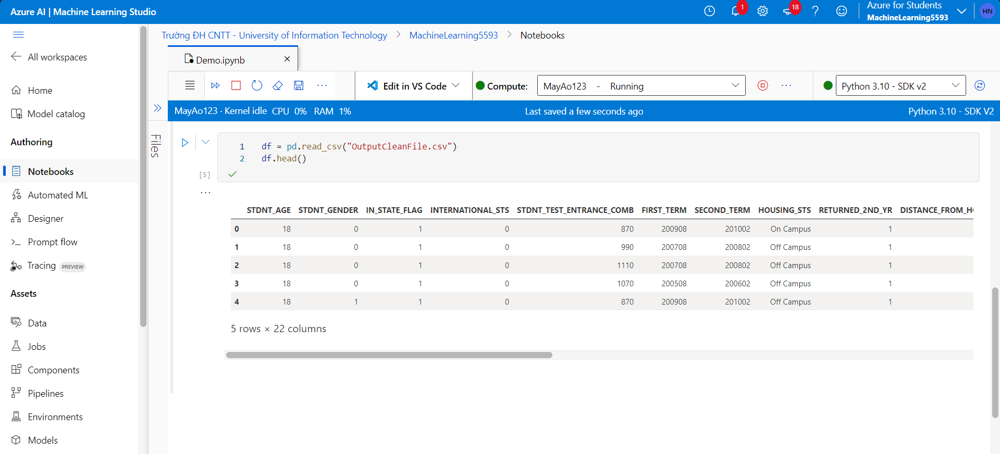 Azure AI | Machine Learning Studio
1
18
Azure for Students
MachineLearning5593
HN
All workspaces
Home
Model catalog
Authoring
Notebooks
Automated ML
Designer
Prompt flow
Tracing PREVIEW
Assets
Data
Jobs
Components
Pipelines
Environments
Models
Trường ĐH CNTT - University of Information Technology > MachineLearning5593 > Notebooks
Demo.ipynb
Edit in VS Code
Compute: MayAo123 - Running
Python 3.10 - SDK v2
MayAo123 · Kernel idle CPU 0% RAM 1%
Last saved a few seconds ago
Python 3.10 - SDK V2
Files
1 df = pd.read_csv("OutputCleanFile.csv")
2 df.head()
[5]
STDNT_AGE STDNT_GENDER IN_STATE_FLAG INTERNATIONAL_STS STDNT_TEST_ENTRANCE_COMB FIRST_TERM SECOND_TERM HOUSING_STS RETURNED_2ND_YR DISTANCE_FROM_HO
0 18 0 1 0 870 200908 201002 On Campus 1
1 18 0 1 0 990 200708 200802 Off Campus 1
2 18 0 1 0 1110 200708 200802 Off Campus 1
3 18 0 1 0 1070 200508 200602 Off Campus 1
4 18 1 1 0 870 200908 201002 Off Campus 1
5 rows × 22 columns